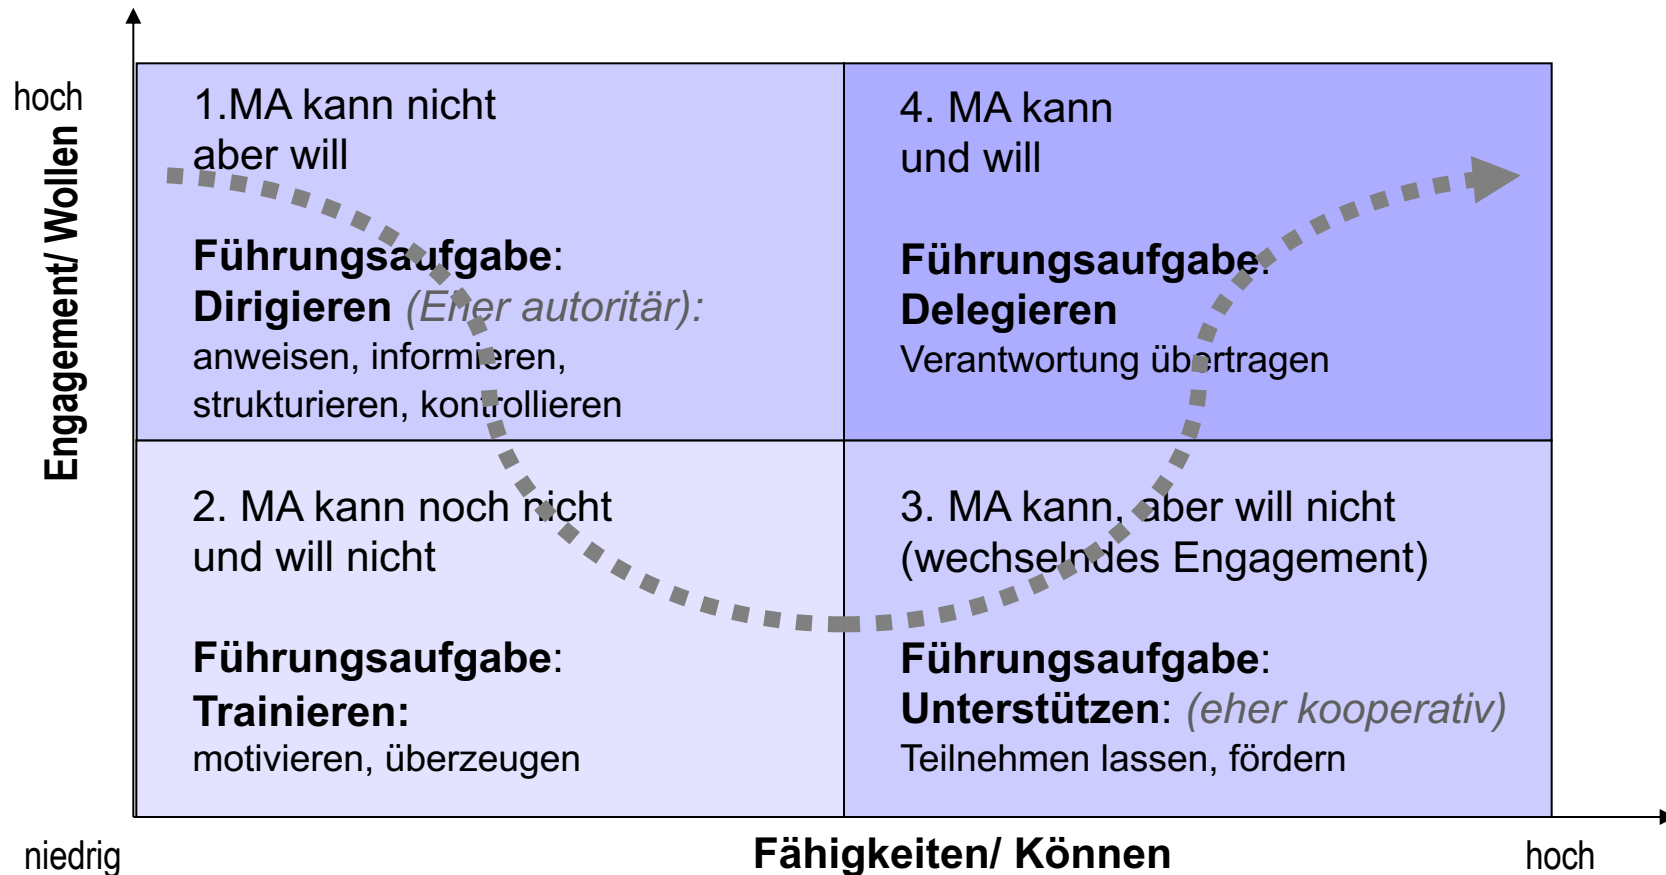 hoch
Engagement/ Wollen
1.MA kann nicht
aber will
Führungsaufgabe:
Dirigieren (Eher autoritär):
anweisen, informieren,
strukturieren, kontrollieren
4. MA kann
und will
Führungsaufgabe:
Delegieren
Verantwortung übertragen
2. MA kann noch nicht
und will nicht
Führungsaufgabe:
Trainieren:
motivieren, überzeugen
3. MA kann, aber will nicht
(wechselndes Engagement)
Führungsaufgabe:
Unterstützen: (eher kooperativ)
Teilnehmen lassen, fördern
niedrig
Fähigkeiten/ Können
hoch